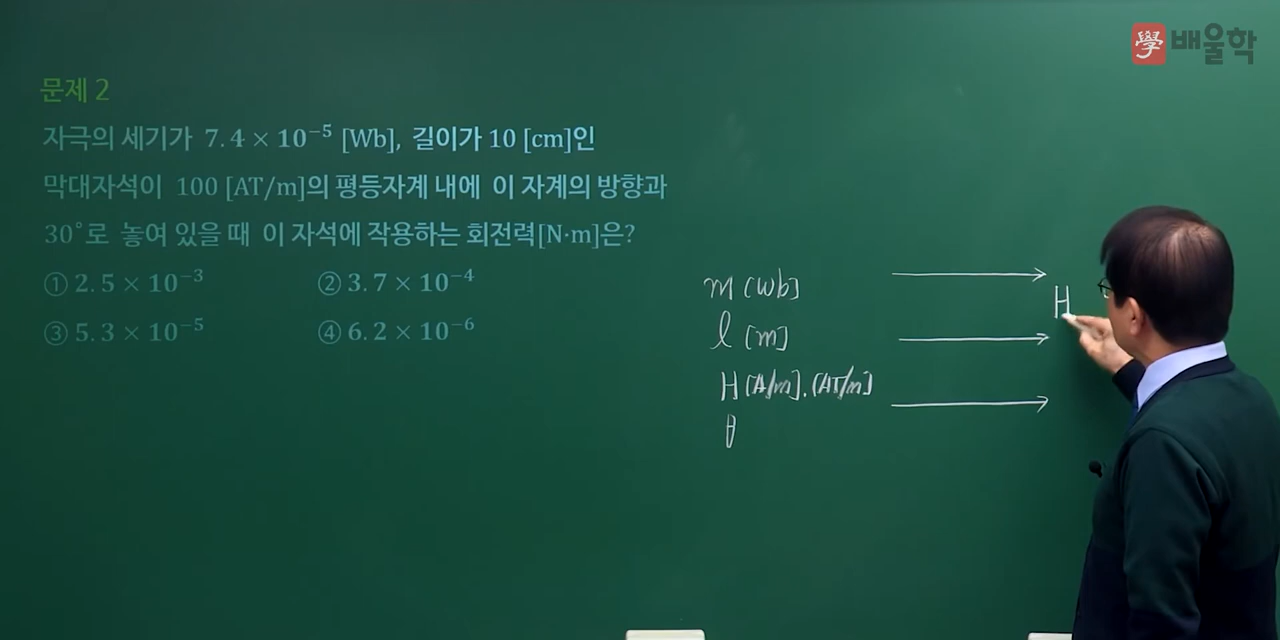 學 배울학
문제 2
자극의 세기가 7.4 × 10⁻⁵ [Wb], 길이가 10 [cm]인
막대자석이 100 [AT/m]의 평등자계 내에 이 자계의 방향과
30°로 놓여 있을 때 이 자석에 작용하는 회전력[N·m]은?
① 2.5 × 10⁻³ ② 3.7 × 10⁻⁴
③ 5.3 × 10⁻⁵ ④ 6.2 × 10⁻⁶
m [Wb]
l [m]
H [A/m]. [AT/m]
θ
H